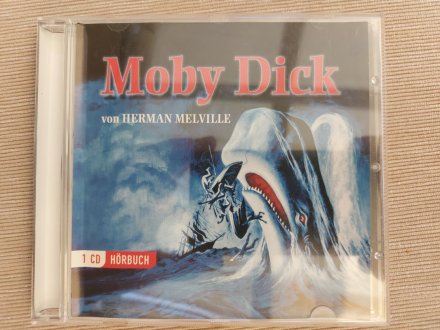 Moby Dick
von HERMAN MELVILLE
1 CD HÖRBUCH